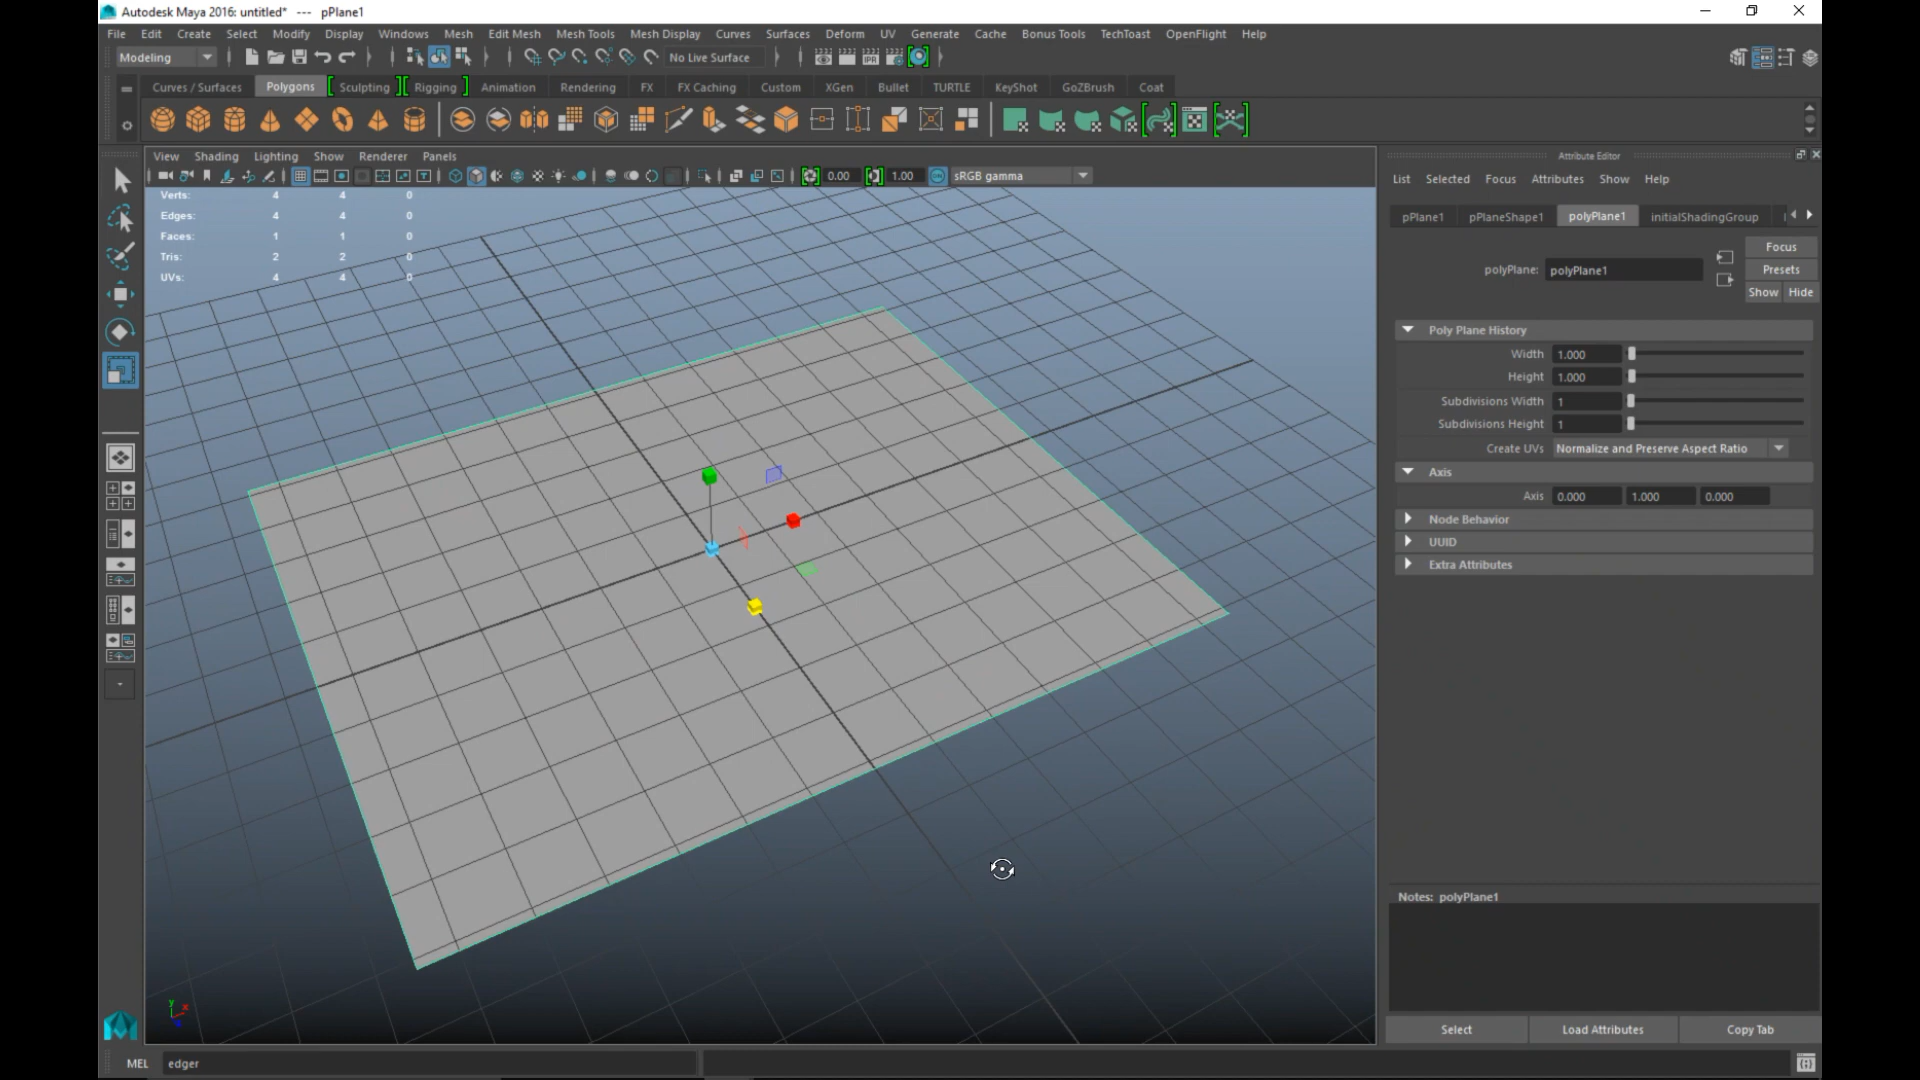 Autodesk Maya 2016: untitled* --- pPlane1
File Edit Create Select Modify Display Windows Mesh Edit Mesh Mesh Tools Mesh Display Curves Surfaces Deform UV Generate Cache Bonus Tools TechToast OpenFlight Help
Modeling No Live Surface IPR
Curves / Surfaces Polygons Sculpting Rigging Animation Rendering FX FX Caching Custom XGen Bullet TURTLE KeyShot GoZBrush Coat
View Shading Lighting Show Renderer Panels
0.00 1.00 sRGB gamma
Verts: 4 4 0
Edges: 4 4 0
Faces: 1 1 0
Tris: 2 2 0
UVs: 4 4 0
y x
Attribute Editor
List Selected Focus Attributes Show Help
pPlane1 pPlaneShape1 polyPlane1 initialShadingGroup
Focus
polyPlane: polyPlane1
Presets
Show Hide
Poly Plane History
Width 1.000
Height 1.000
Subdivisions Width 1
Subdivisions Height 1
Create UVs Normalize and Preserve Aspect Ratio
Axis
Axis 0.000 1.000 0.000
Node Behavior
UUID
Extra Attributes
Notes: polyPlane1
Select Load Attributes Copy Tab
MEL edger